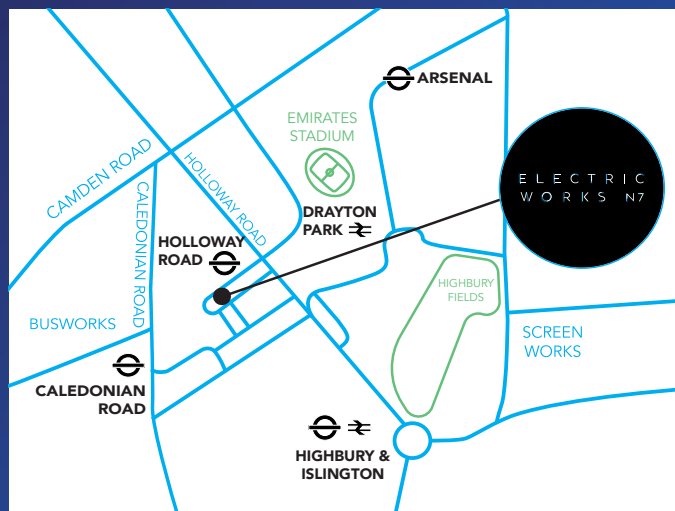 ARSENAL
EMIRATES
STADIUM
ELECTRIC
WORKS N7
CAMDEN ROAD
HOLLOWAY ROAD
CALEDONIAN ROAD
DRAYTON
PARK
HOLLOWAY
ROAD
HIGHBURY
FIELDS
BUSWORKS
SCREEN
WORKS
CALEDONIAN
ROAD
HIGHBURY &
ISLINGTON